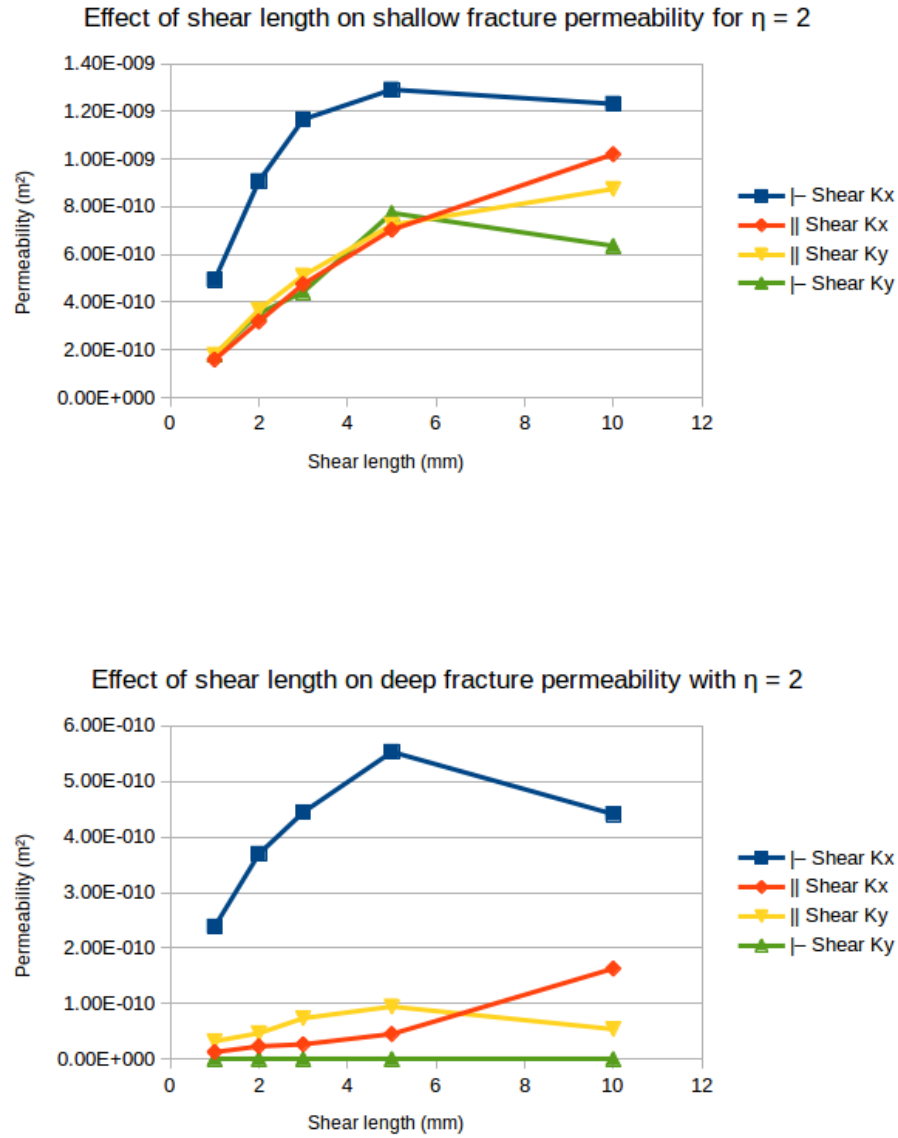 Effect of shear length on shallow fracture permeability for η = 2
1.40E-009
1.20E-009
1.00E-009
8.00E-010
6.00E-010
4.00E-010
2.00E-010
0.00E+000
Permeability (m²)
0 2 4 6 8 10 12
Shear length (mm)
|– Shear Kx
|| Shear Kx
|| Shear Ky
|– Shear Ky
Effect of shear length on deep fracture permeability with η = 2
6.00E-010
5.00E-010
4.00E-010
3.00E-010
2.00E-010
1.00E-010
0.00E+000
Permeability (m²)
0 2 4 6 8 10 12
Shear length (mm)
|– Shear Kx
|| Shear Kx
|| Shear Ky
|– Shear Ky